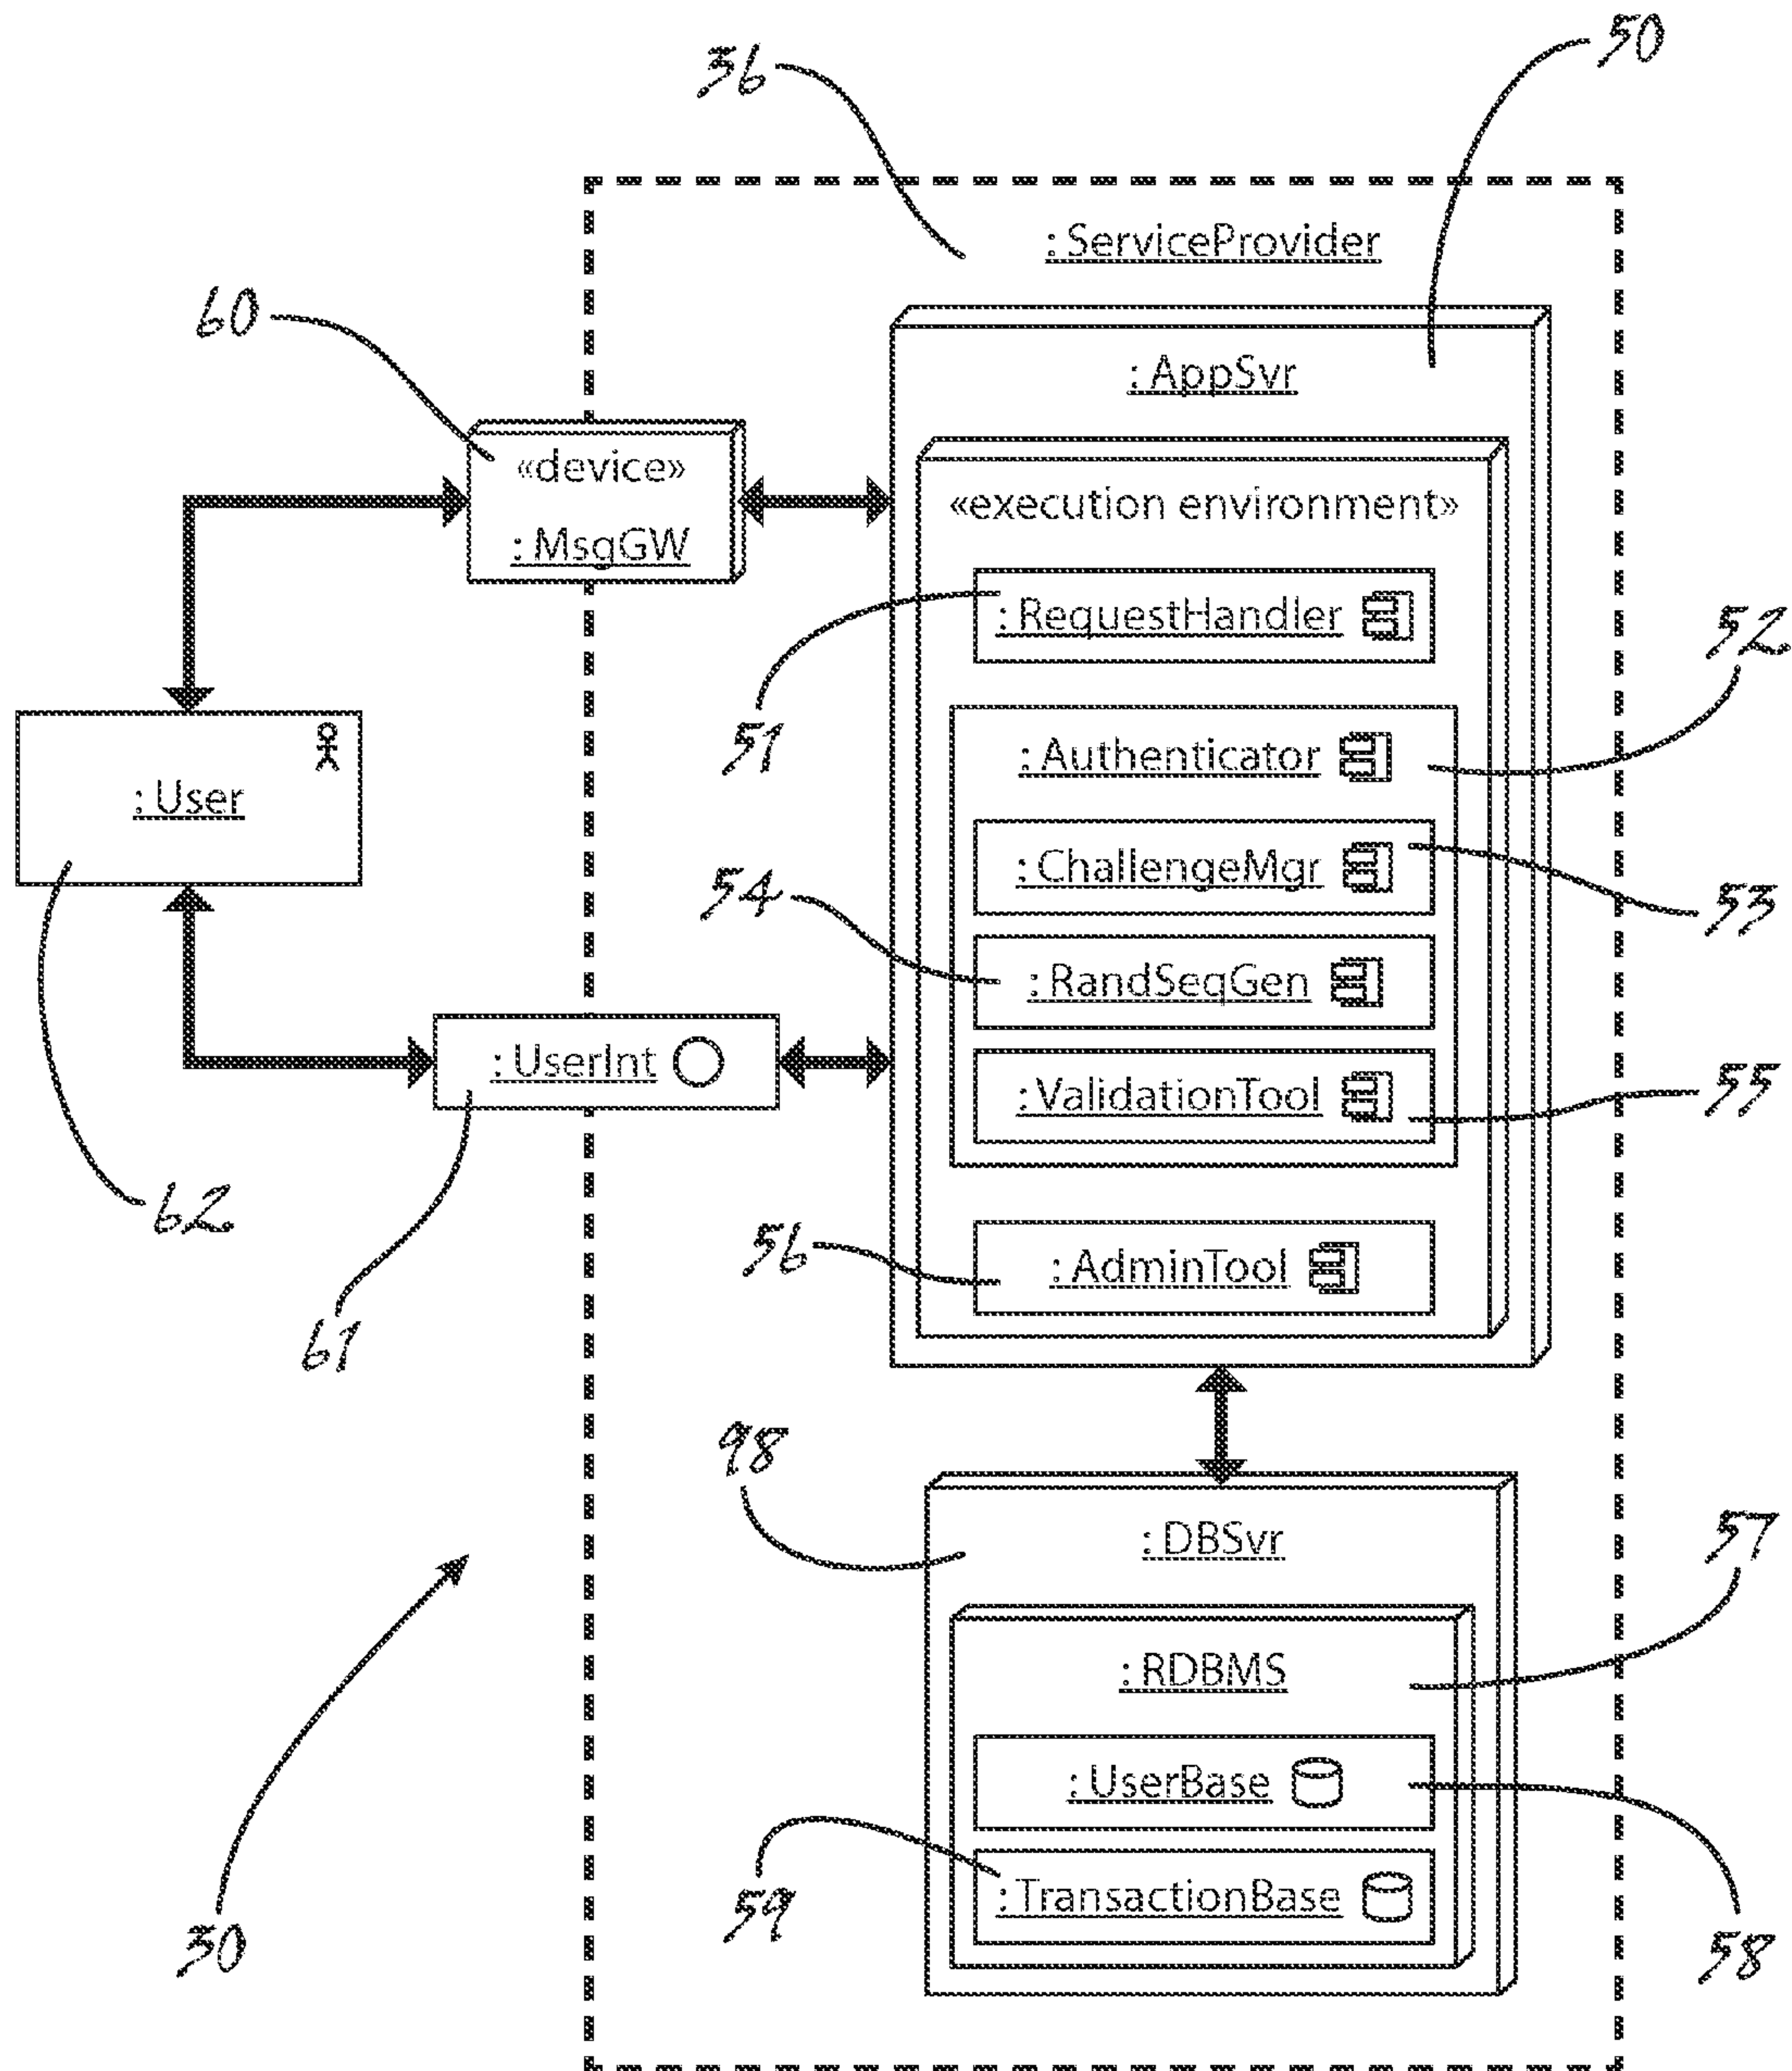 36
50
: ServiceProvider
60
: AppSvr
«device»
: MsgGW
«execution environment»
: RequestHandler
51
52
: Authenticator
: User
: ChallengeMgr
53
54
: RandSeqGen
: UserInt
: ValidationTool
55
62
56
: AdminTool
61
98
: DBSvr
57
: RDBMS
: UserBase
59
: TransactionBase
58
30